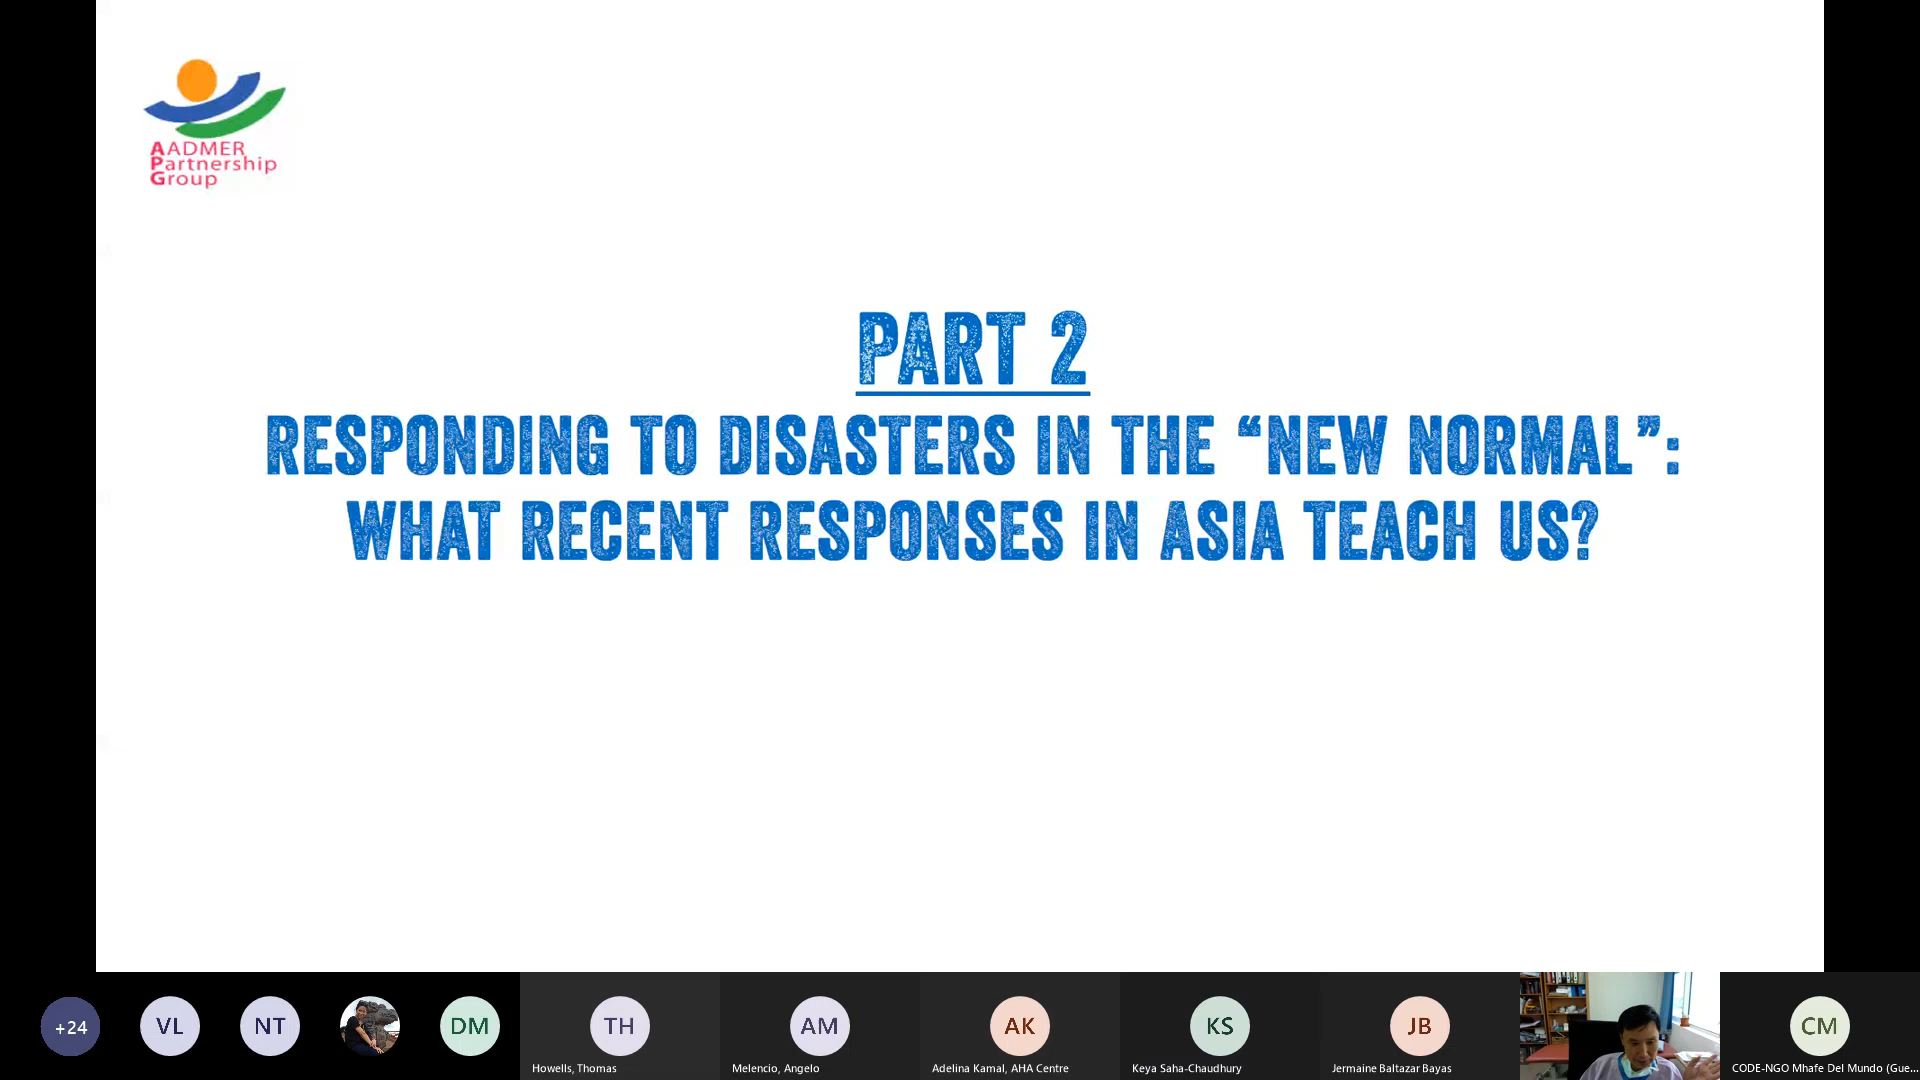 AADMER
Partnership
Group
PART 2
RESPONDING TO DISASTERS IN THE “NEW NORMAL”:
WHAT RECENT RESPONSES IN ASIA TEACH US?
+24
VL
NT
DM
TH
AM
AK
KS
JB
CM
Howells, Thomas
Melencio, Angelo
Adelina Kamal, AHA Centre
Keya Saha-Chaudhury
Jermaine Baltazar Bayas
CODE-NGO Mhafe Del Mundo (Gue...